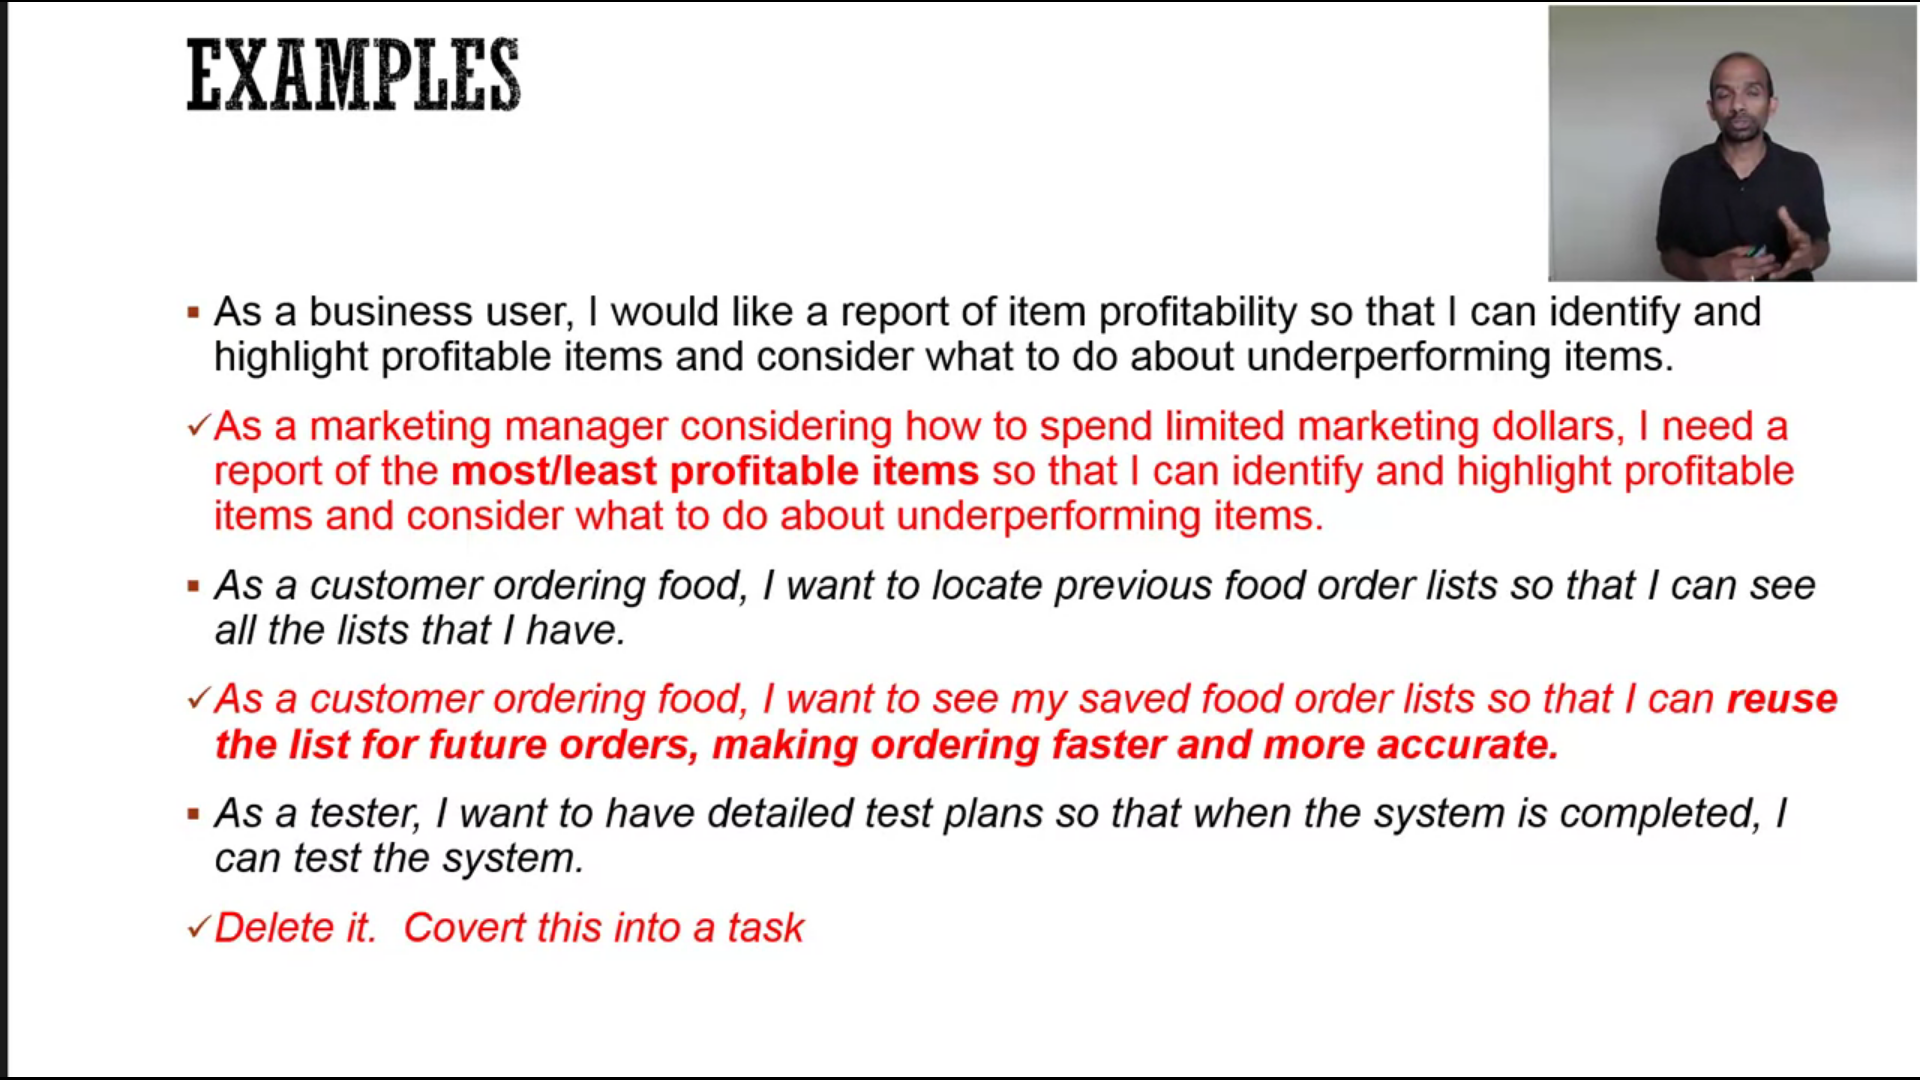 EXAMPLES
▪ As a business user, I would like a report of item profitability so that I can identify and
highlight profitable items and consider what to do about underperforming items.
✓As a marketing manager considering how to spend limited marketing dollars, I need a
report of the most/least profitable items so that I can identify and highlight profitable
items and consider what to do about underperforming items.
▪ As a customer ordering food, I want to locate previous food order lists so that I can see
all the lists that I have.
✓As a customer ordering food, I want to see my saved food order lists so that I can reuse
the list for future orders, making ordering faster and more accurate.
▪ As a tester, I want to have detailed test plans so that when the system is completed, I
can test the system.
✓Delete it.  Covert this into a task